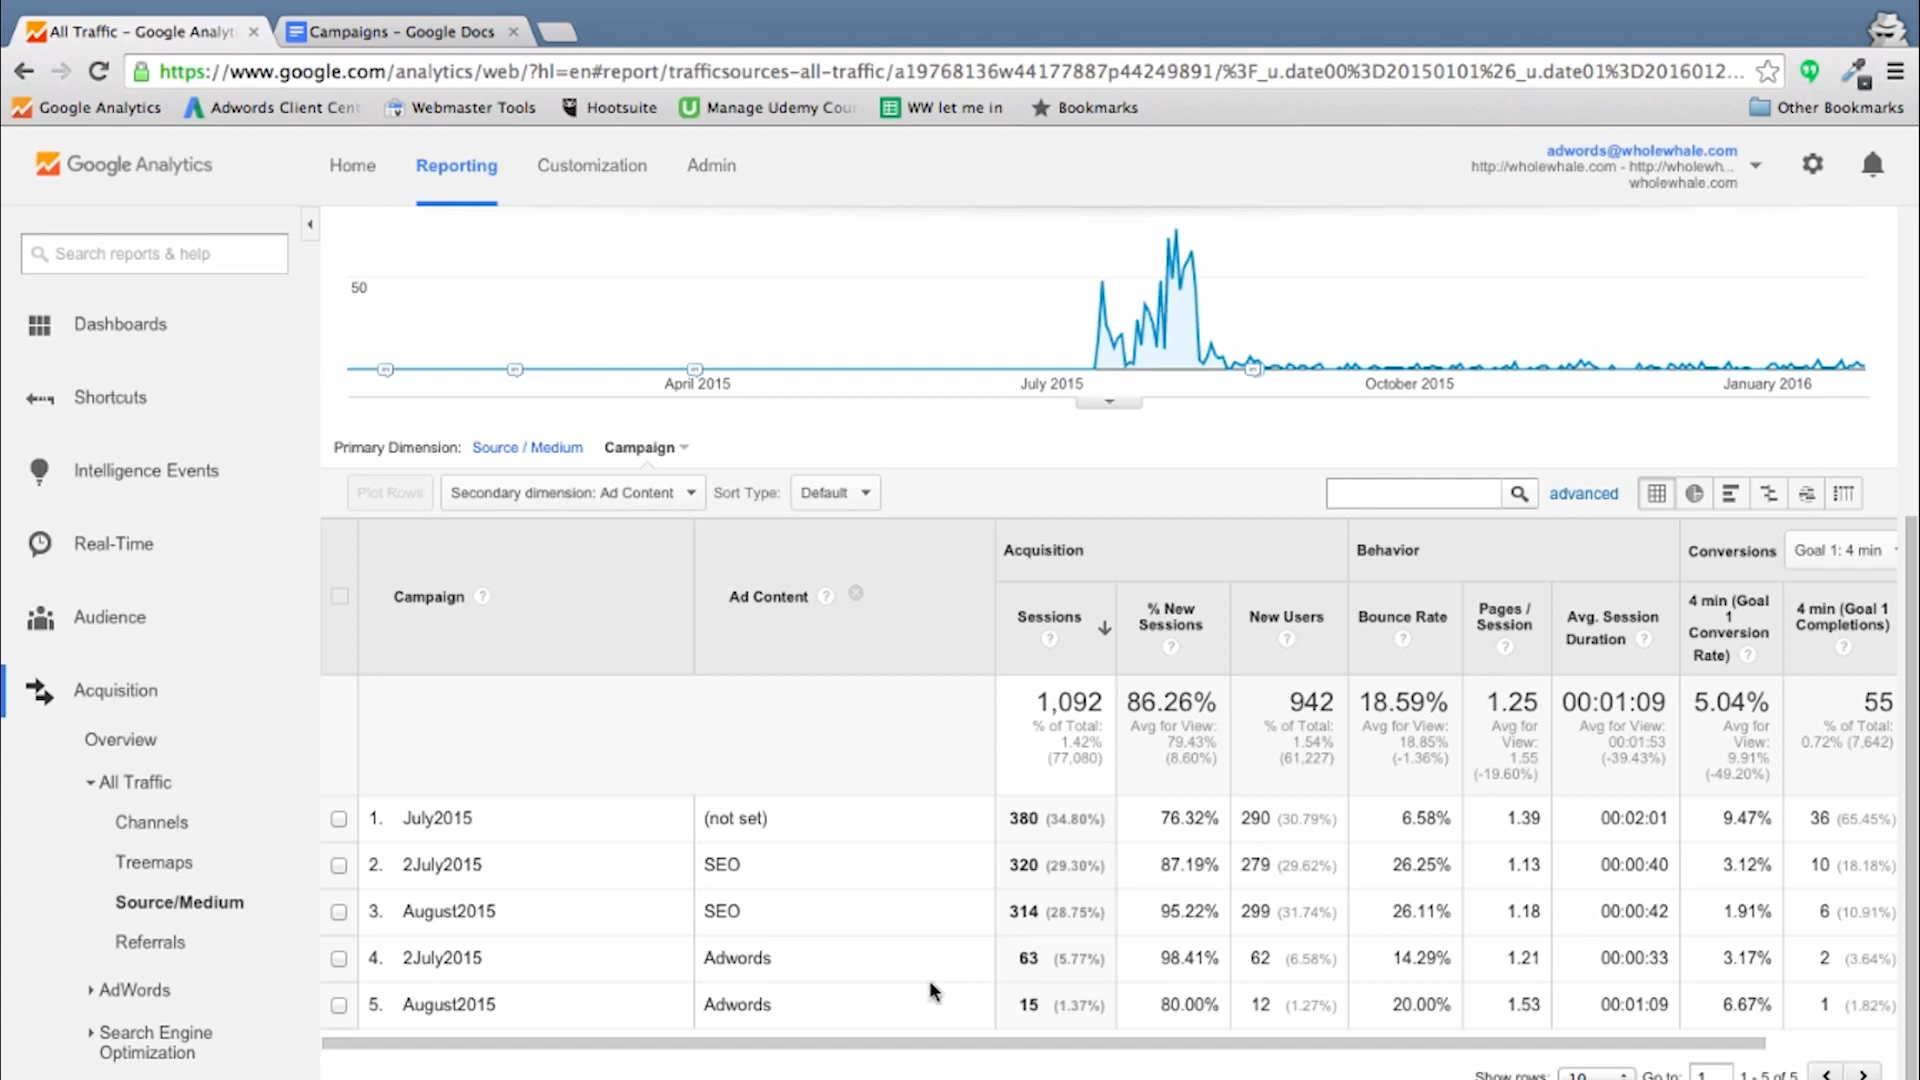 All Traffic – Google Analyti
Campaigns – Google Docs
https://www.google.com/analytics/web/?hl=en#report/trafficsources-all-traffic/a19768136w44177887p44249891/%3F_u.date00%3D20150101%26_u.date01%3D2016012...
Google Analytics Adwords Client Cent Webmaster Tools Hootsuite Manage Udemy Cou WW let me in Bookmarks Other Bookmarks
Google Analytics Home Reporting Customization Admin
adwords@wholewhale.com
http://wholewhale.com - http://wholewh...
wholewhale.com
Search reports & help
Dashboards
Shortcuts
Intelligence Events
Real-Time
Audience
Acquisition
Overview
All Traffic
Channels
Treemaps
Source/Medium
Referrals
AdWords
Search Engine
Optimization
50
April 2015 July 2015 October 2015 January 2016
Primary Dimension: Source / Medium Campaign
Plot Rows Secondary dimension: Ad Content Sort Type: Default advanced
Acquisition Behavior Conversions Goal 1: 4 min
Campaign ? Ad Content ?
Sessions ?
% New
Sessions
?
New Users
?
Bounce Rate
?
Pages /
Session
?
Avg. Session
Duration ?
4 min (Goal
1
Conversion
Rate) ?
4 min (Goal 1
Completions)
?
1,092
% of Total:
1.42%
(77,080)
86.26%
Avg for View:
79.43%
(8.60%)
942
% of Total:
1.54%
(61,227)
18.59%
Avg for View:
18.85%
(-1.36%)
1.25
Avg for
View:
1.55
(-19.60%)
00:01:09
Avg for View:
00:01:53
(-39.43%)
5.04%
Avg for
View:
9.91%
(-49.20%)
55
% of Total:
0.72% (7,642)
1. July2015 (not set) 380 (34.80%) 76.32% 290 (30.79%) 6.58% 1.39 00:02:01 9.47% 36 (65.45%)
2. 2July2015 SEO 320 (29.30%) 87.19% 279 (29.62%) 26.25% 1.13 00:00:40 3.12% 10 (18.18%)
3. August2015 SEO 314 (28.75%) 95.22% 299 (31.74%) 26.11% 1.18 00:00:42 1.91% 6 (10.91%)
4. 2July2015 Adwords 63 (5.77%) 98.41% 62 (6.58%) 14.29% 1.21 00:00:33 3.17% 2 (3.64%)
5. August2015 Adwords 15 (1.37%) 80.00% 12 (1.27%) 20.00% 1.53 00:01:09 6.67% 1 (1.82%)
Show rows: 10 Go to: 1 1 - 5 of 5